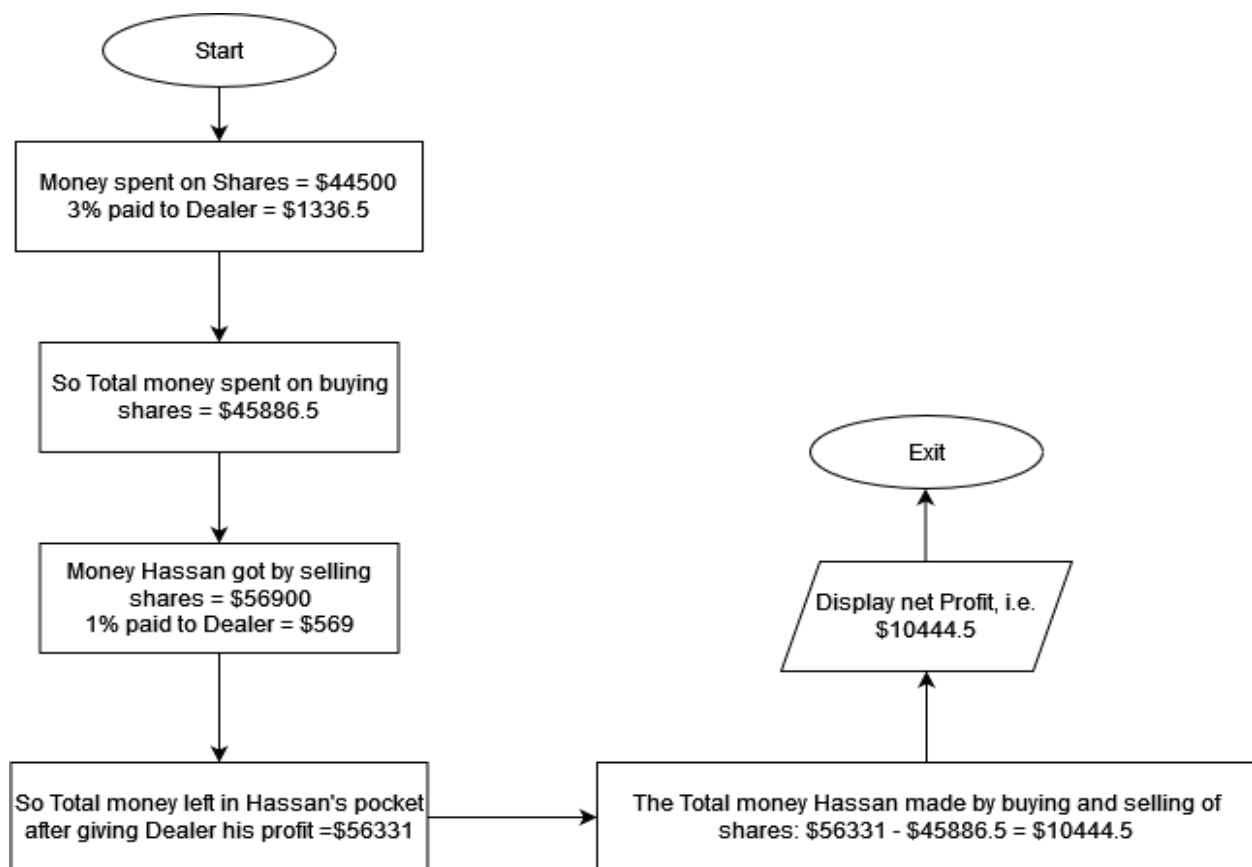 Start
Money spent on Shares = $44500
3% paid to Dealer = $1336.5
So Total money spent on buying
shares = $45886.5
Money Hassan got by selling
shares = $56900
1% paid to Dealer = $569
So Total money left in Hassan's pocket
after giving Dealer his profit =$56331
The Total money Hassan made by buying and selling of
shares: $56331 - $45886.5 = $10444.5
Display net Profit, i.e.
$10444.5
Exit